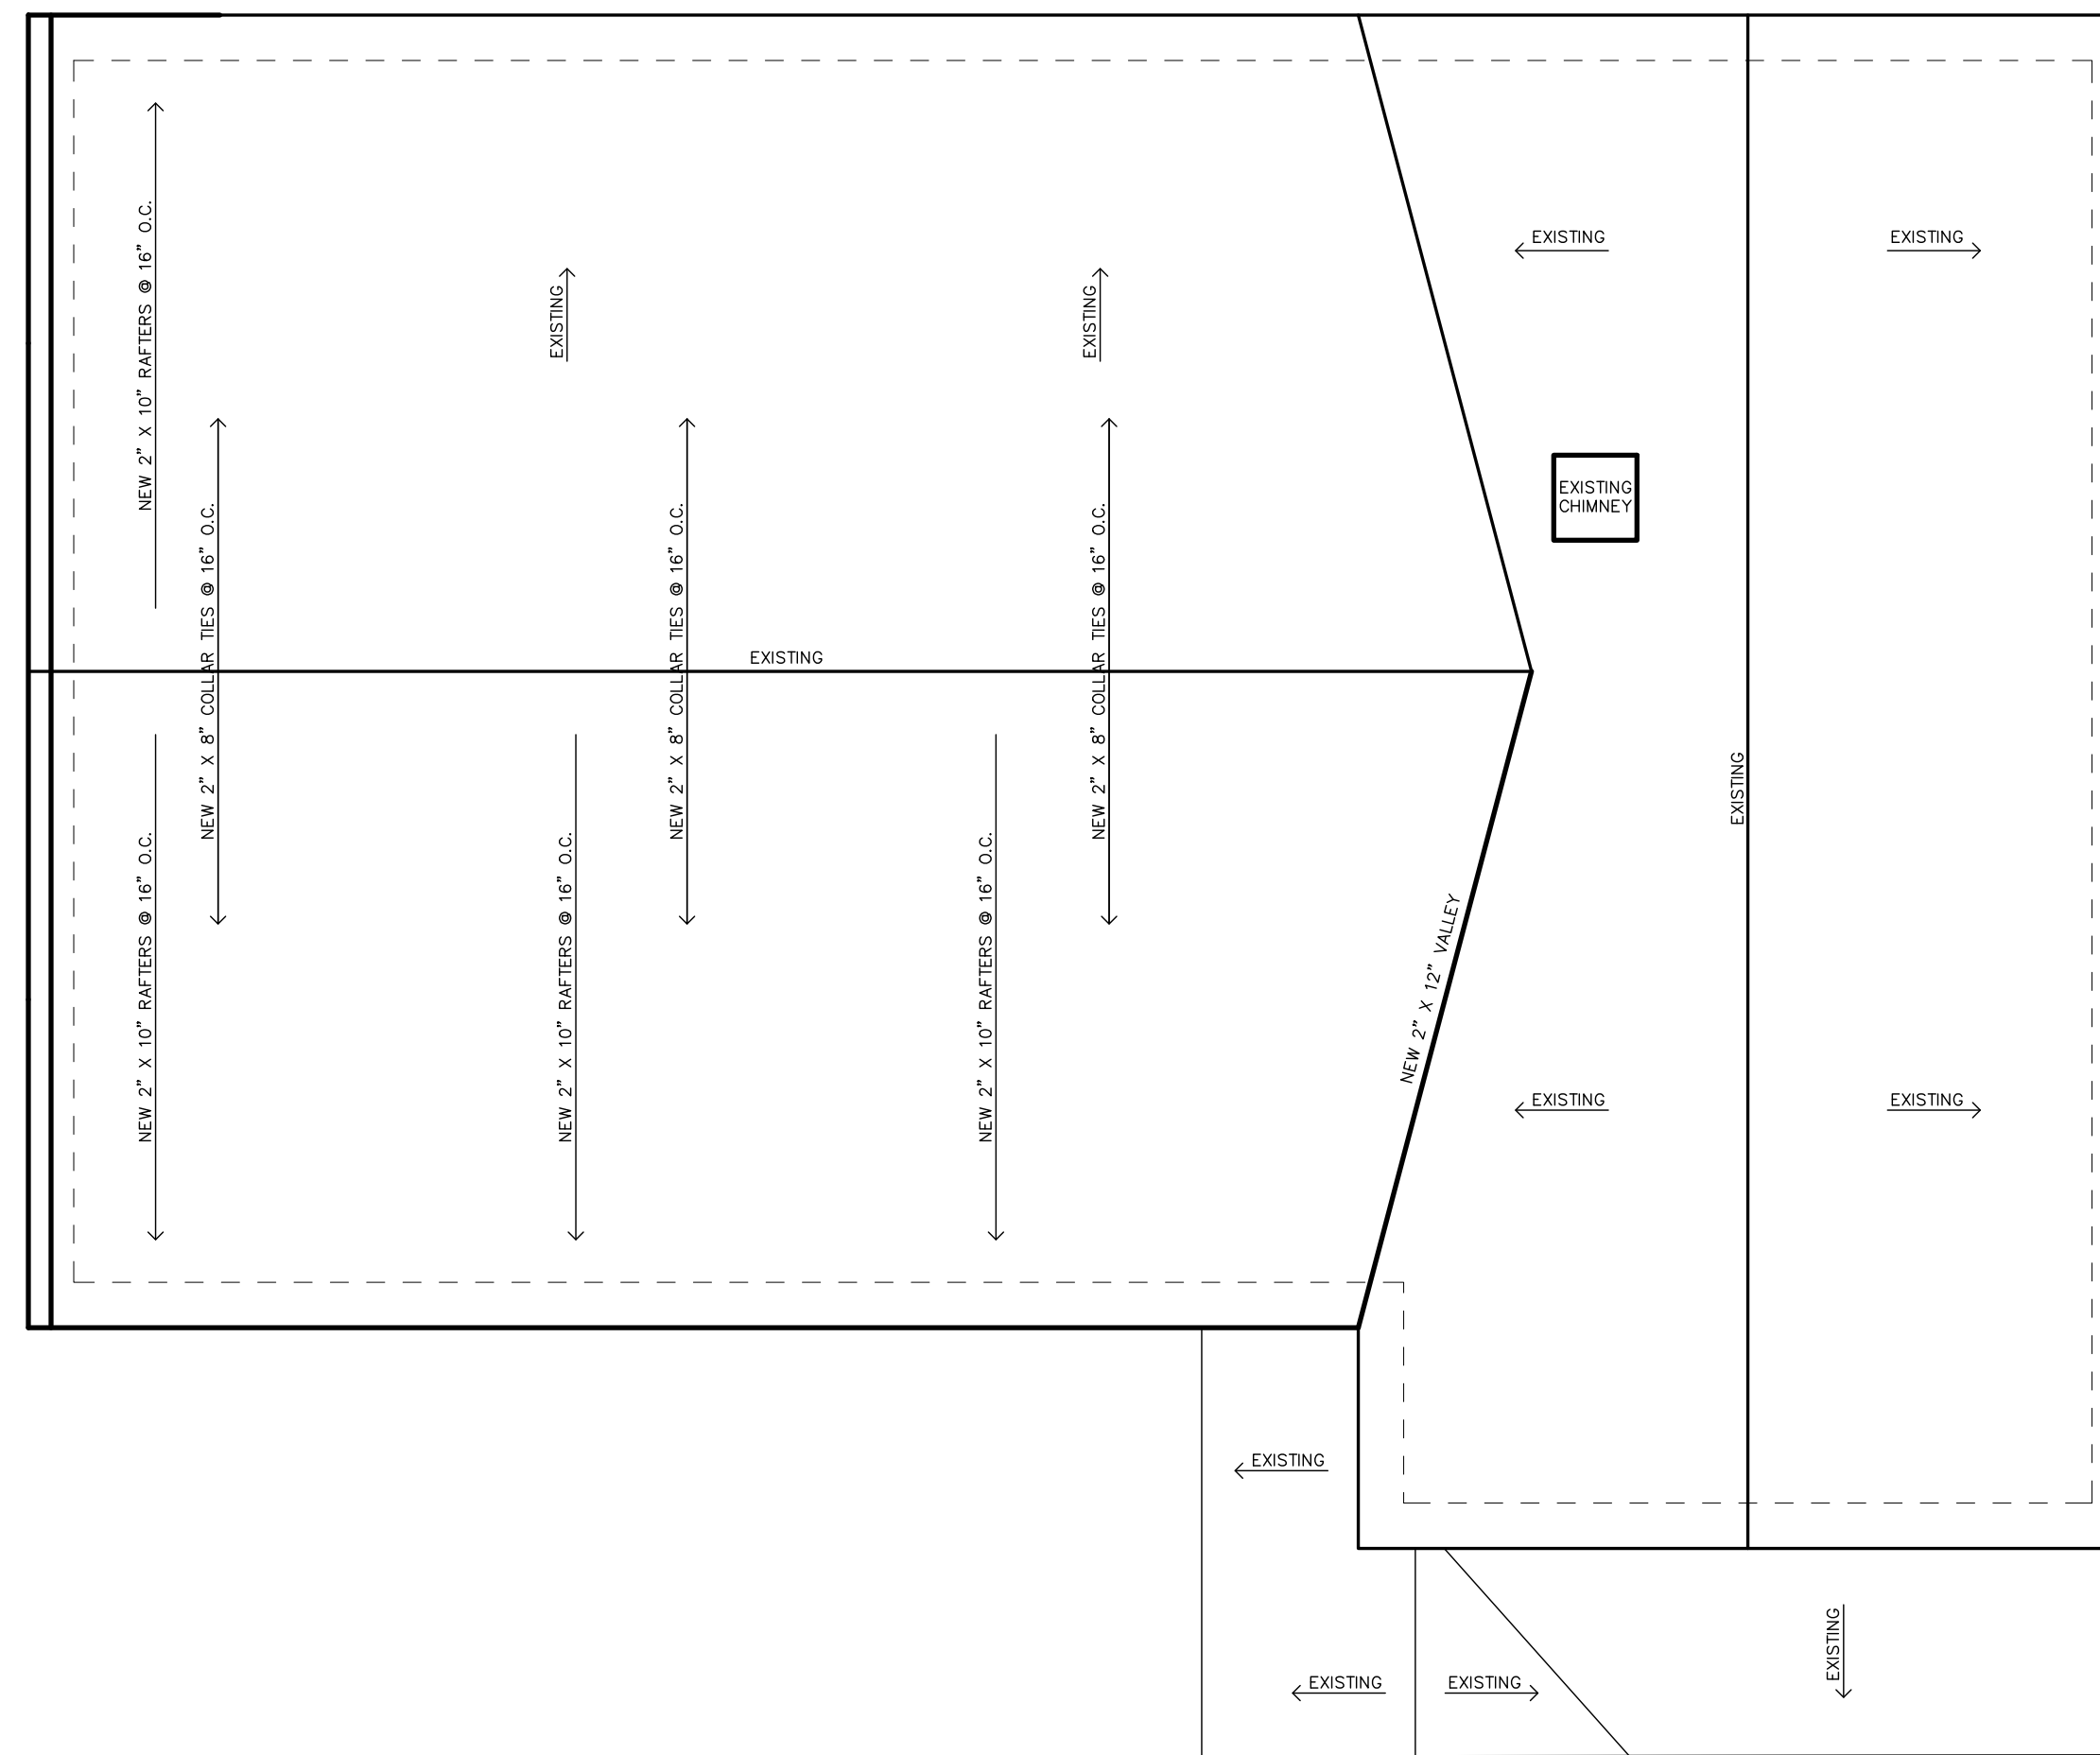 EXISTING
EXISTING
NEW 2" X 10" RAFTERS @ 16" O.C.
EXISTING
EXISTING
EXISTING
CHIMNEY
NEW 2" X 8" COLLAR TIES @ 16" O.C.
NEW 2" X 8" COLLAR TIES @ 16" O.C.
NEW 2" X 8" COLLAR TIES @ 16" O.C.
EXISTING
EXISTING
NEW 2" X 10" RAFTERS @ 16" O.C.
NEW 2" X 10" RAFTERS @ 16" O.C.
NEW 2" X 10" RAFTERS @ 16" O.C.
NEW 2" X 12" VALLEY
EXISTING
EXISTING
EXISTING
EXISTING
EXISTING
EXISTING